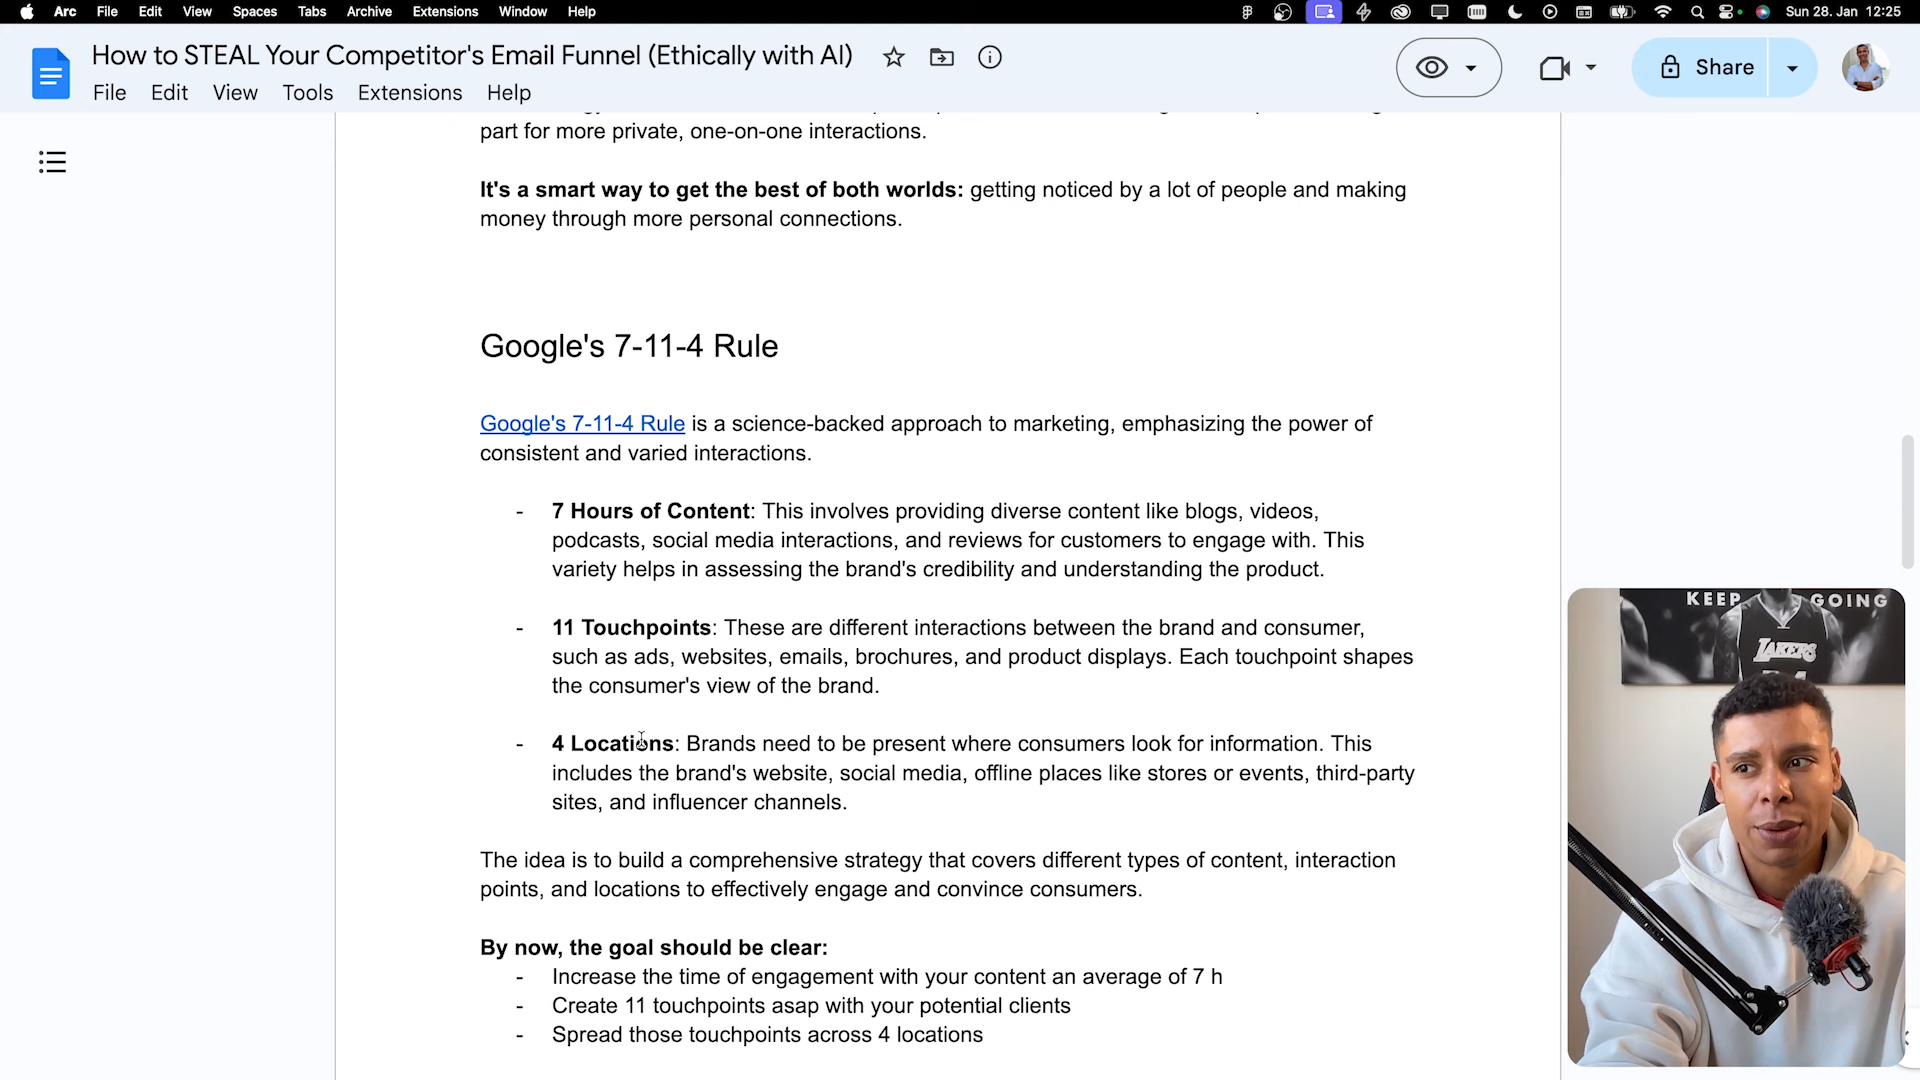 Arc File Edit View Spaces Tabs Archive Extensions Window Help Sun 28. Jan 12:25
How to STEAL Your Competitor's Email Funnel (Ethically with AI)
File Edit View Tools Extensions Help
Share
part for more private, one-on-one interactions.
It's a smart way to get the best of both worlds: getting noticed by a lot of people and making
money through more personal connections.
Google's 7-11-4 Rule
Google's 7-11-4 Rule is a science-backed approach to marketing, emphasizing the power of
consistent and varied interactions.
- 7 Hours of Content: This involves providing diverse content like blogs, videos,
podcasts, social media interactions, and reviews for customers to engage with. This
variety helps in assessing the brand's credibility and understanding the product.
- 11 Touchpoints: These are different interactions between the brand and consumer,
such as ads, websites, emails, brochures, and product displays. Each touchpoint shapes
the consumer's view of the brand.
- 4 Locations: Brands need to be present where consumers look for information. This
includes the brand's website, social media, offline places like stores or events, third-party
sites, and influencer channels.
The idea is to build a comprehensive strategy that covers different types of content, interaction
points, and locations to effectively engage and convince consumers.
By now, the goal should be clear:
- Increase the time of engagement with your content an average of 7 h
- Create 11 touchpoints asap with your potential clients
- Spread those touchpoints across 4 locations
KEEP GOING
LAKERS